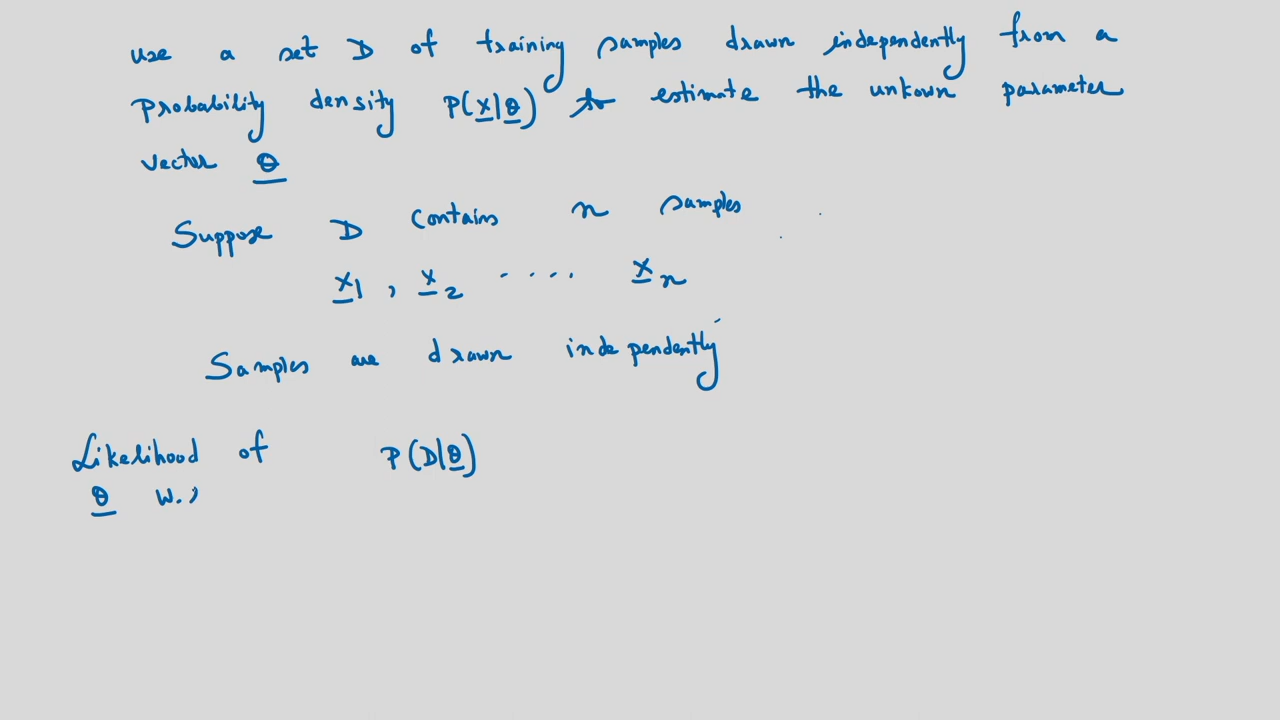 use a set D of training samples drawn independently from a
Probability density P(x|θ) to estimate the unkown parameter
vector θ
Suppose D contains n samples
x1, x2 ..... xn
Samples are drawn independently
Likelihood of P(D|θ)
θ w.